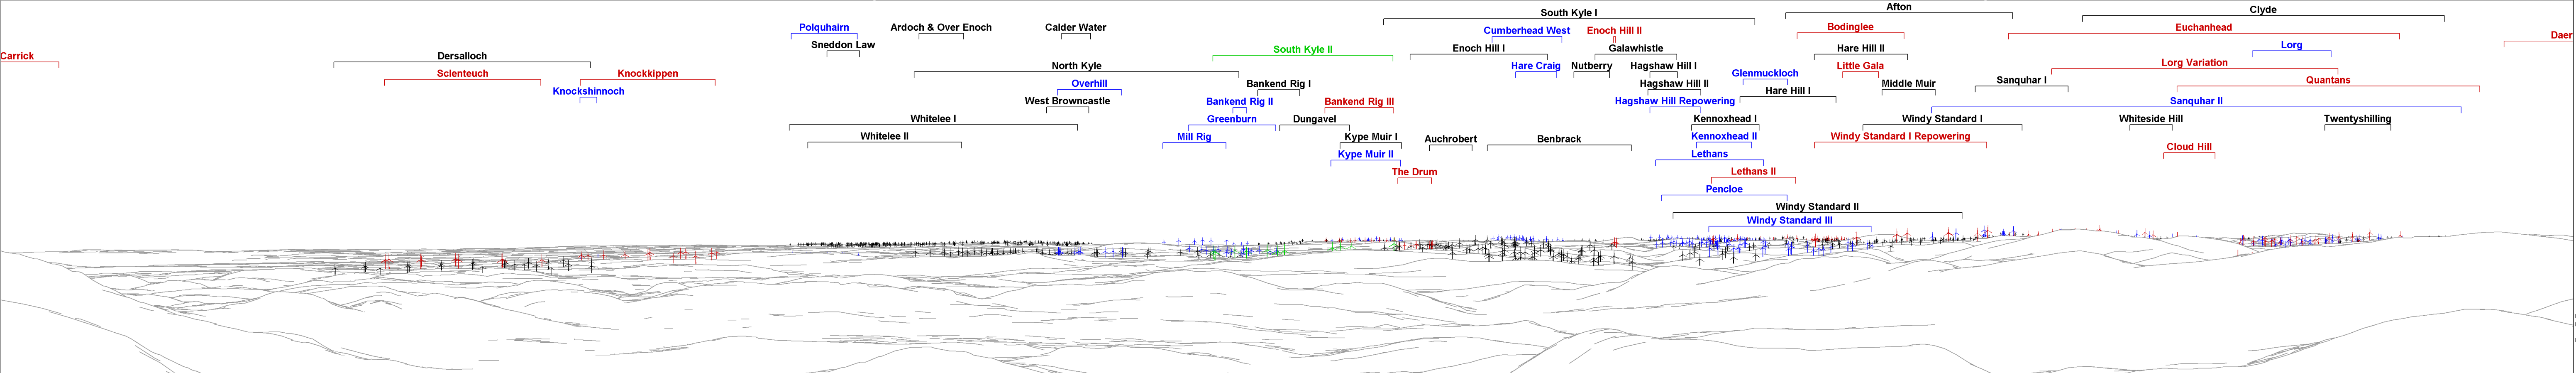 South Kyle I
Afton
Clyde
Polquhairn
Ardoch & Over Enoch
Calder Water
Cumberhead West
Enoch Hill II
Bodinglee
Euchanhead
Daer
Sneddon Law
South Kyle II
Enoch Hill I
Galawhistle
Hare Hill II
Lorg
Carrick
Dersalloch
North Kyle
Hare Craig
Nutberry
Hagshaw Hill I
Little Gala
Lorg Variation
Sclenteuch
Knockkippen
Glenmuckloch
Overhill
Bankend Rig I
Hagshaw Hill II
Middle Muir
Sanquhar I
Quantans
Knockshinnoch
Hare Hill I
West Browncastle
Bankend Rig II
Bankend Rig III
Hagshaw Hill Repowering
Sanquhar II
Whitelee I
Greenburn
Dungavel
Kennoxhead I
Windy Standard I
Whiteside Hill
Twentyshilling
Whitelee II
Mill Rig
Kype Muir I
Auchrobert
Benbrack
Kennoxhead II
Windy Standard I Repowering
Kype Muir II
Lethans
Cloud Hill
The Drum
Lethans II
Pencloe
Windy Standard II
Windy Standard III